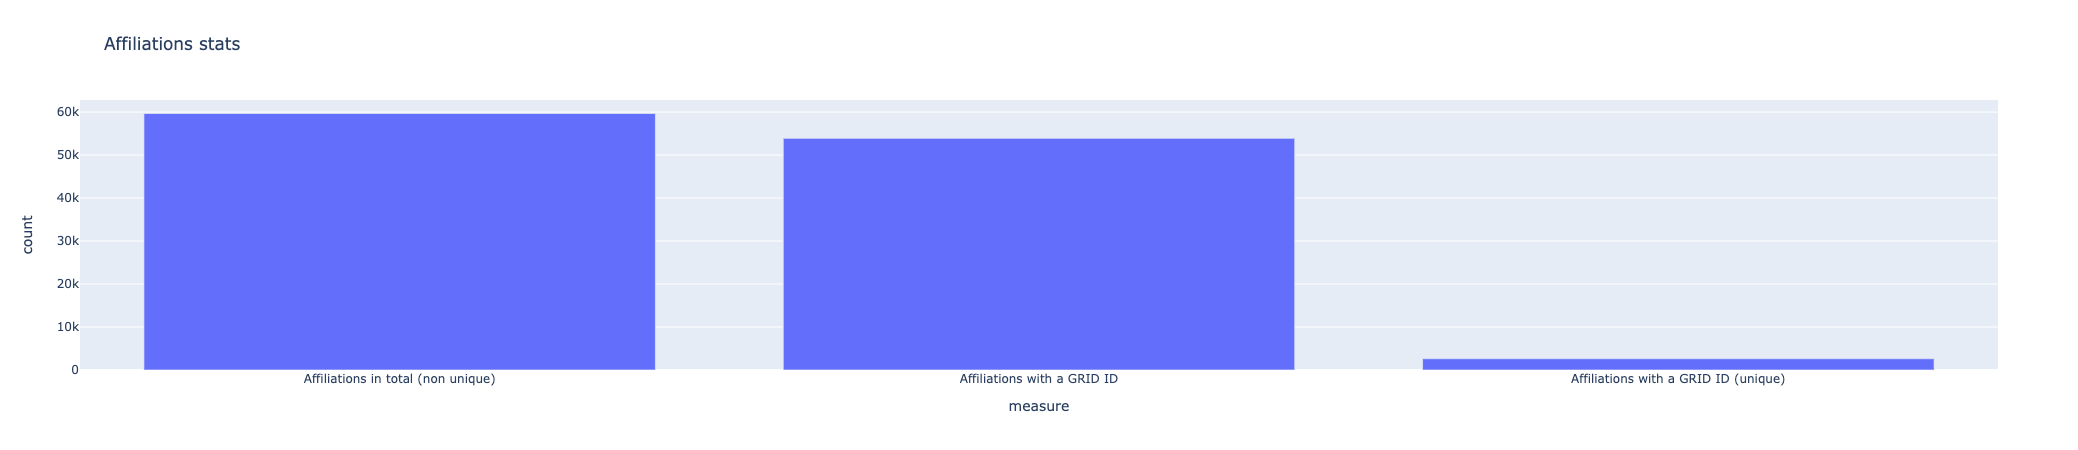 Affiliations stats
60k
50k
40k
30k
20k
10k
0
count
Affiliations in total (non unique)
Affiliations with a GRID ID
Affiliations with a GRID ID (unique)
measure